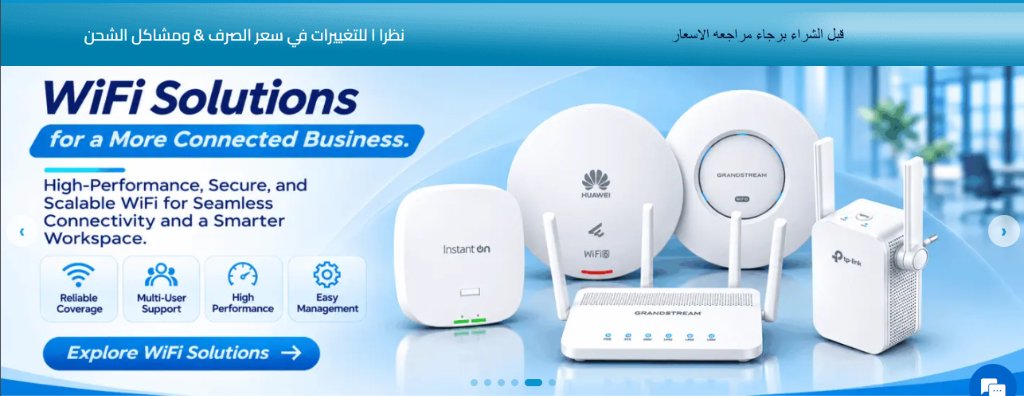 نظرا ا للتغييرات في سعر الصرف & ومشاكل الشحن
قبل الشراء برجاء مراجعه الاسعار
WiFi Solutions
for a More Connected Business.
High-Performance, Secure, and
Scalable WiFi for Seamless
Connectivity and a Smarter
Workspace.
Reliable
Coverage
Multi-User
Support
High
Performance
Easy
Management
Explore WiFi Solutions →
Instant On
HUAWEI
WiFi 6
GRANDSTREAM
GRANDSTREAM
tp-link